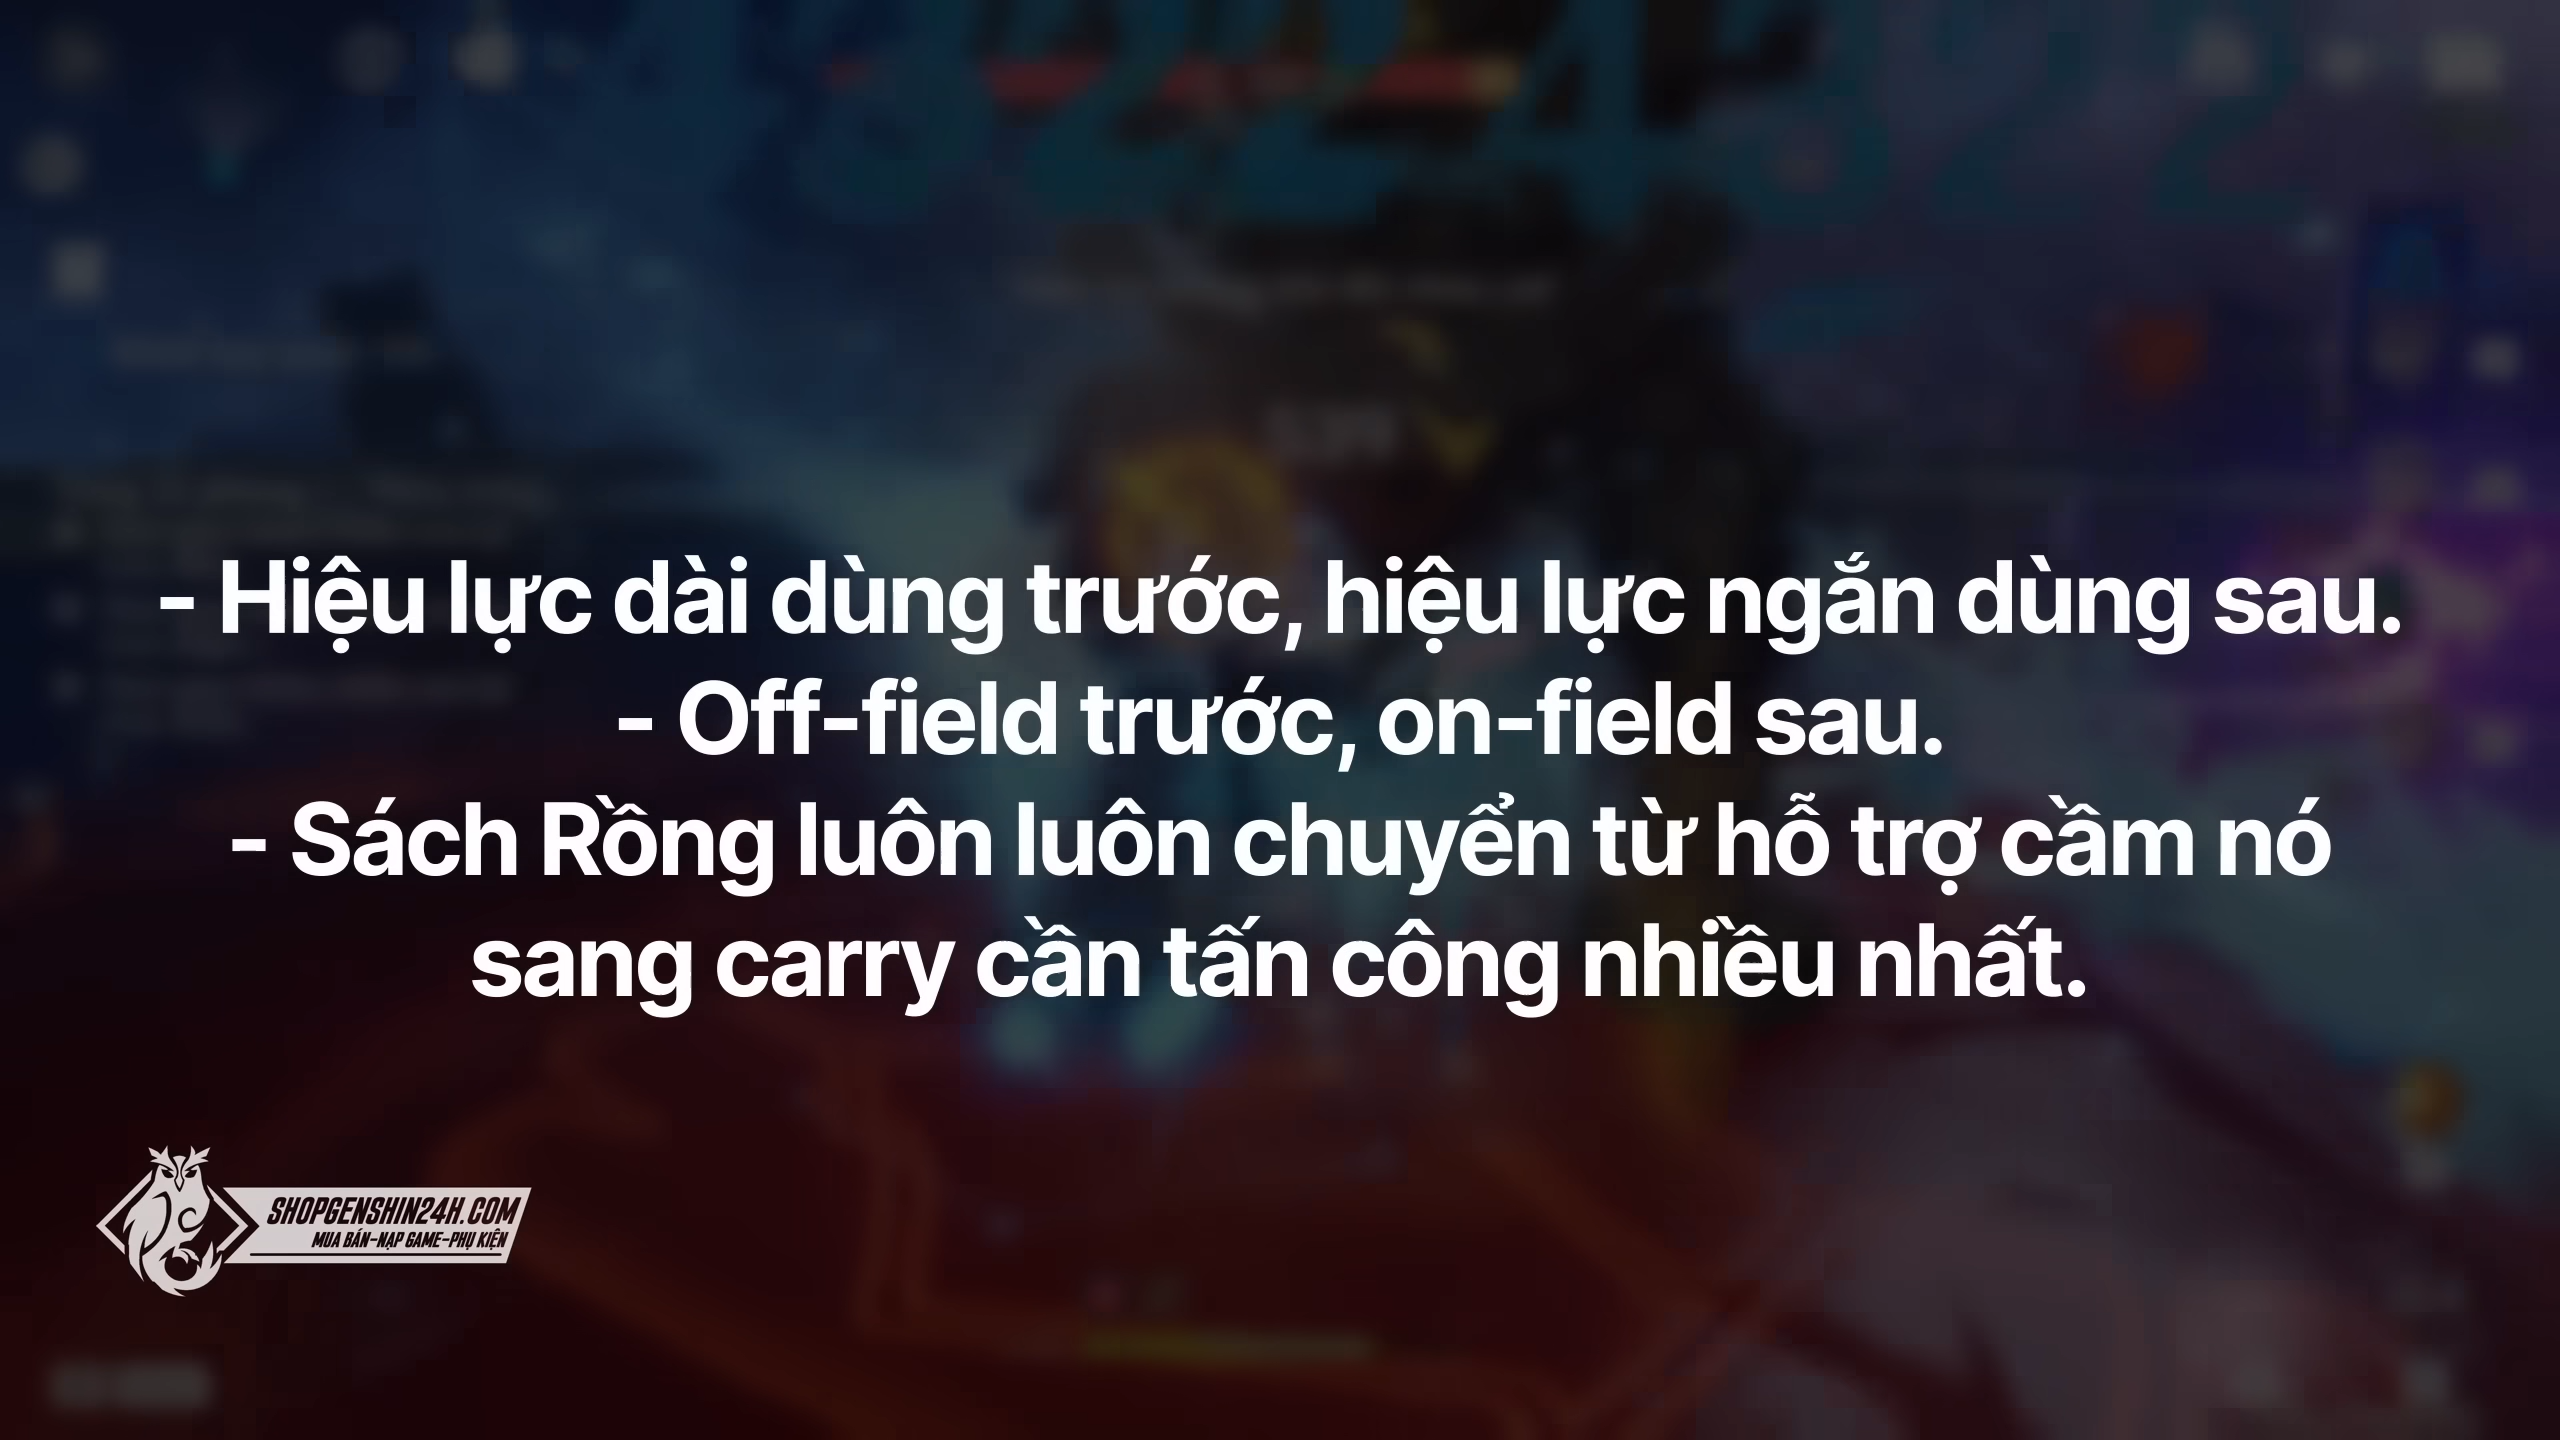 - Hiệu lực dài dùng trước, hiệu lực ngắn dùng sau.
- Off-field trước, on-field sau.
- Sách Rồng luôn luôn chuyển từ hỗ trợ cầm nó
sang carry cần tấn công nhiều nhất.
SHOPGENSHIN24H.COM
MUA BÁN-NẠP GAME-PHỤ KIỆN